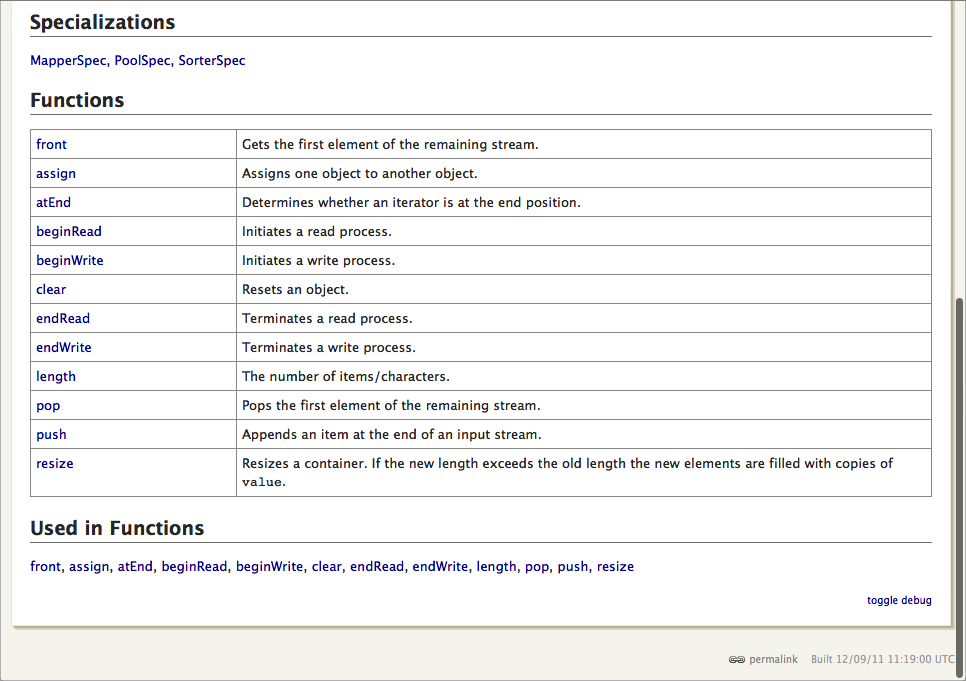 Specializations
MapperSpec, PoolSpec, SorterSpec
Functions
front Gets the first element of the remaining stream.
assign Assigns one object to another object.
atEnd Determines whether an iterator is at the end position.
beginRead Initiates a read process.
beginWrite Initiates a write process.
clear Resets an object.
endRead Terminates a read process.
endWrite Terminates a write process.
length The number of items/characters.
pop Pops the first element of the remaining stream.
push Appends an item at the end of an input stream.
resize Resizes a container. If the new length exceeds the old length the new elements are filled with copies of
value.
Used in Functions
front, assign, atEnd, beginRead, beginWrite, clear, endRead, endWrite, length, pop, push, resize
toggle debug
permalink Built 12/09/11 11:19:00 UTC